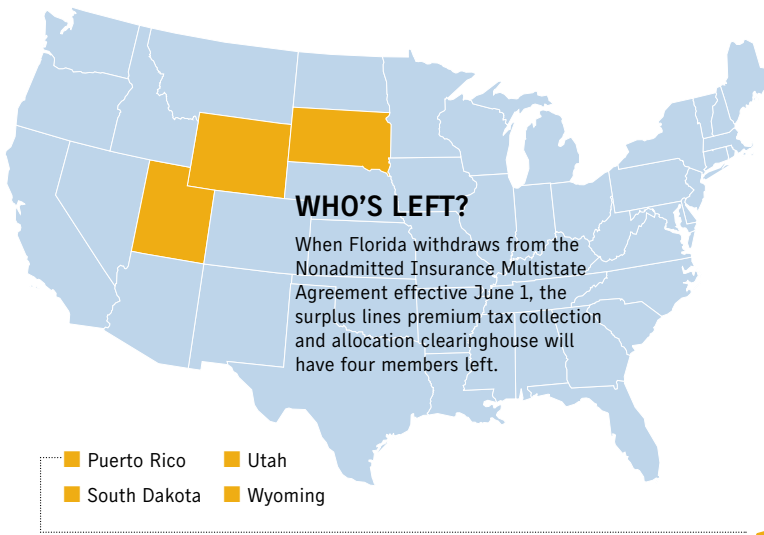 WHO'S LEFT?
When Florida withdraws from the
Nonadmitted Insurance Multistate
Agreement effective June 1, the
surplus lines premium tax collection
and allocation clearinghouse will
have four members left.
Puerto Rico
Utah
South Dakota
Wyoming